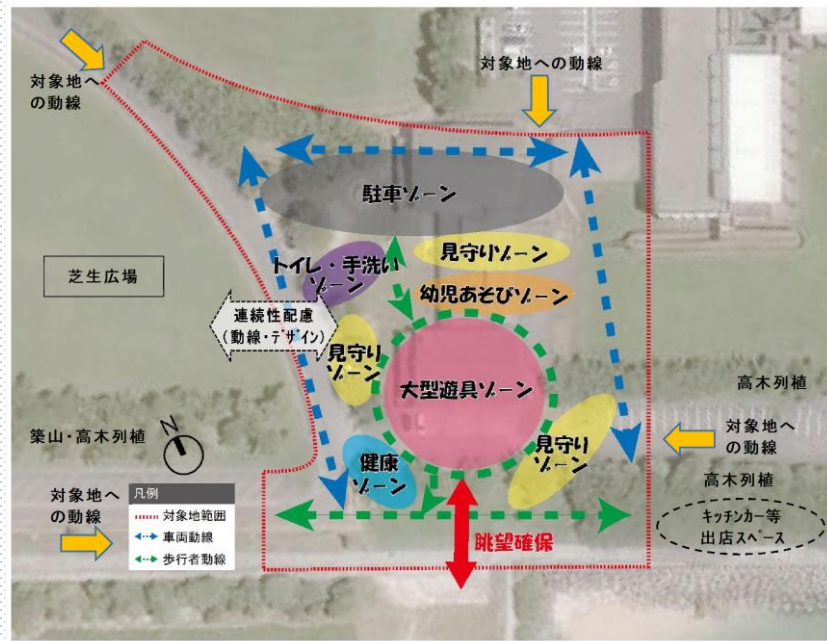 対象地へ
の動線
対象地への動線
駐車ゾーン
見守りゾーン
トイレ・手洗い
ゾーン
幼児あそびゾーン
芝生広場
連続性配慮
(動線・ﾃﾞｻﾞｲﾝ)
見守り
ゾーン
大型遊具ゾーン
高木列植
築山・高木列植
N
健康
ゾーン
見守り
ゾーン
対象地へ
の動線
高木列植
対象地へ
の動線
凡例
対象地範囲
車両動線
歩行者動線
眺望確保
ｷｯﾁﾝｶｰ等
出店ｽﾍﾟｰｽ